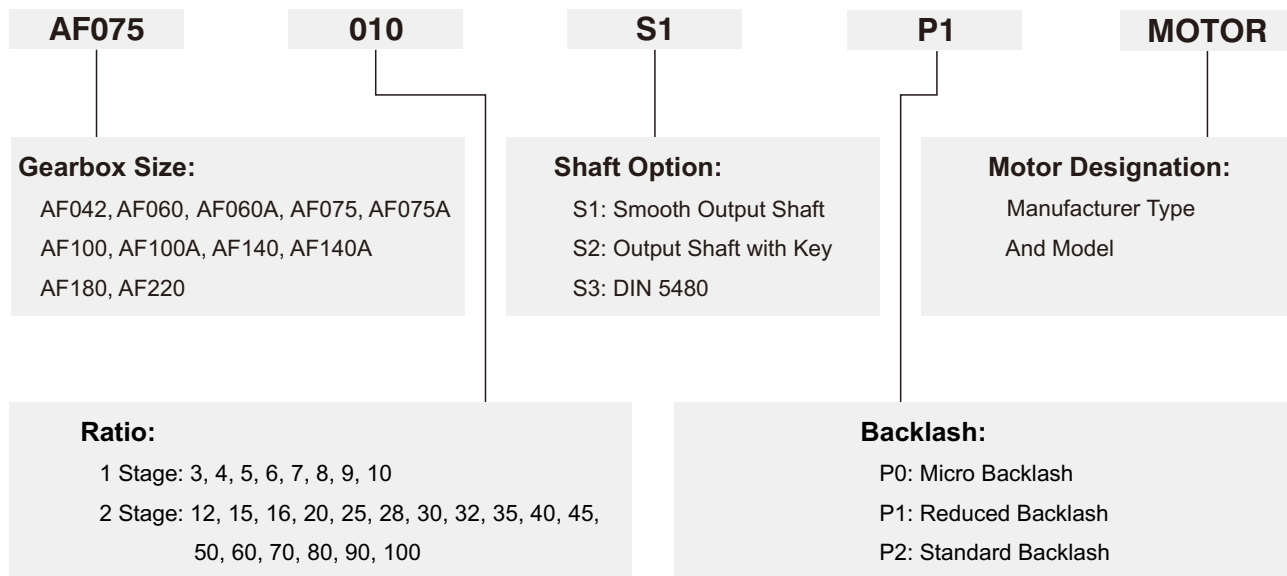 AF075 010 S1 P1 MOTOR
Gearbox Size:
AF042, AF060, AF060A, AF075, AF075A
AF100, AF100A, AF140, AF140A
AF180, AF220
Shaft Option:
S1: Smooth Output Shaft
S2: Output Shaft with Key
S3: DIN 5480
Motor Designation:
Manufacturer Type
And Model
Ratio:
1 Stage: 3, 4, 5, 6, 7, 8, 9, 10
2 Stage: 12, 15, 16, 20, 25, 28, 30, 32, 35, 40, 45,
50, 60, 70, 80, 90, 100
Backlash:
P0: Micro Backlash
P1: Reduced Backlash
P2: Standard Backlash